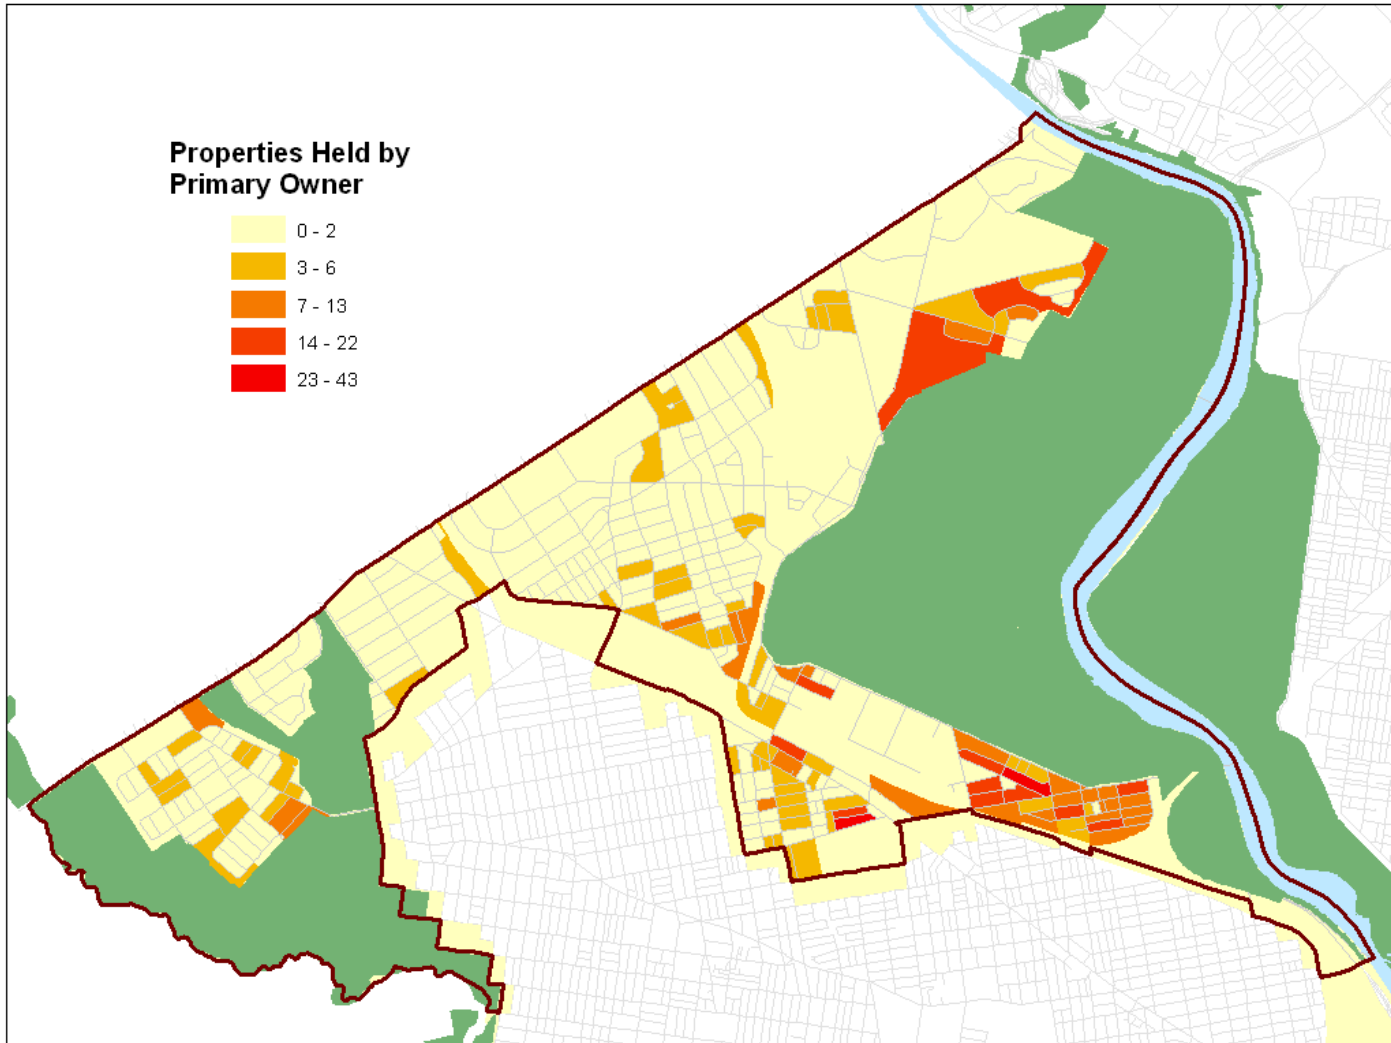 Properties Held by
Primary Owner
0 - 2
3 - 6
7 - 13
14 - 22
23 - 43